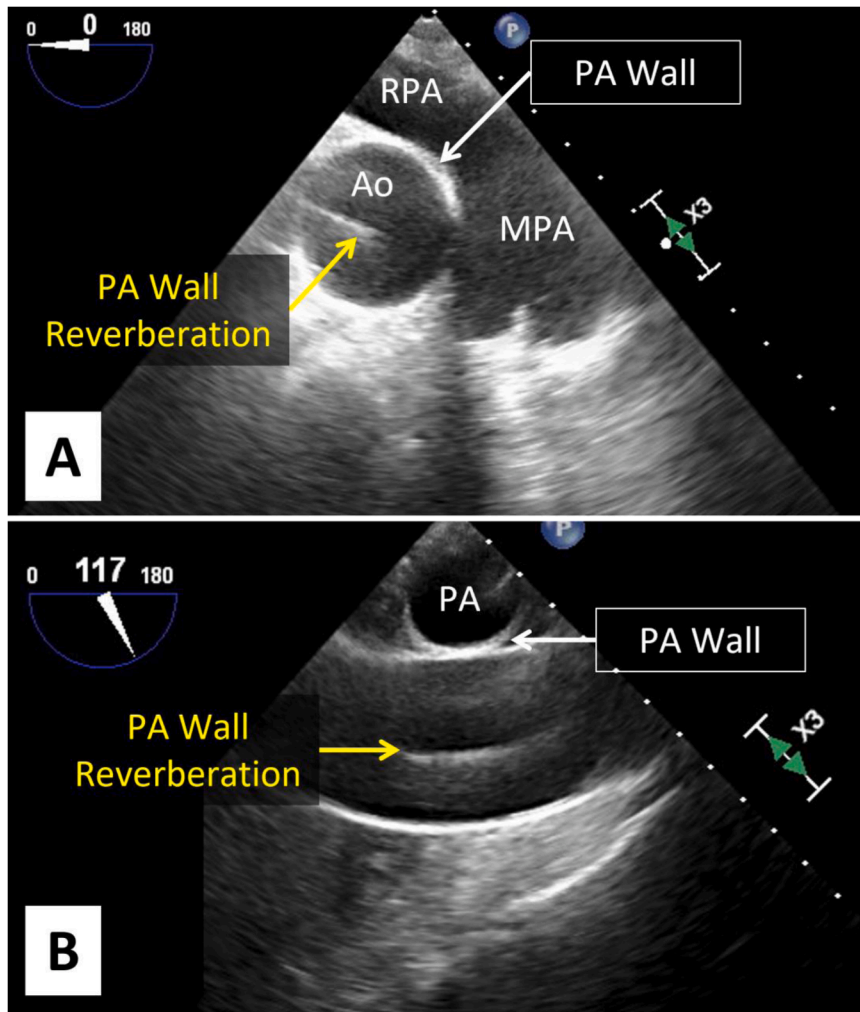 0 0 180
P
PA Wall
RPA
Ao
MPA
X3
PA Wall
Reverberation
A
P
0 117 180
PA
PA Wall
X3
PA Wall
Reverberation
B